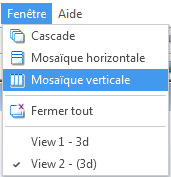 Fenêtre Aide
Cascade
Mosaïque horizontale
Mosaïque verticale
Fermer tout
View 1 - 3d
View 2 - (3d)